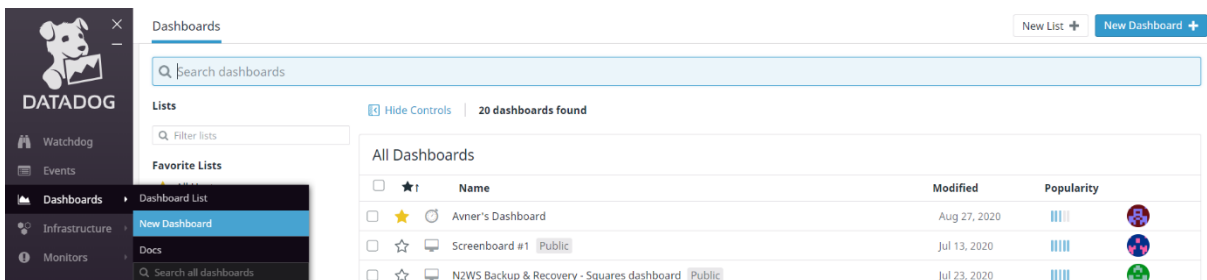 DATADOG
Watchdog
Events
Dashboards
Infrastructure
Monitors
Dashboard List
New Dashboard
Docs
Search all dashboards
Dashboards
New List +
New Dashboard +
Search dashboards
Lists
Filter lists
Favorite Lists
Hide Controls
20 dashboards found
All Dashboards
Name Modified Popularity
Avner's Dashboard Aug 27, 2020
Screenboard #1 Public Jul 13, 2020
N2WS Backup & Recovery - Squares dashboard Public Jul 23, 2020